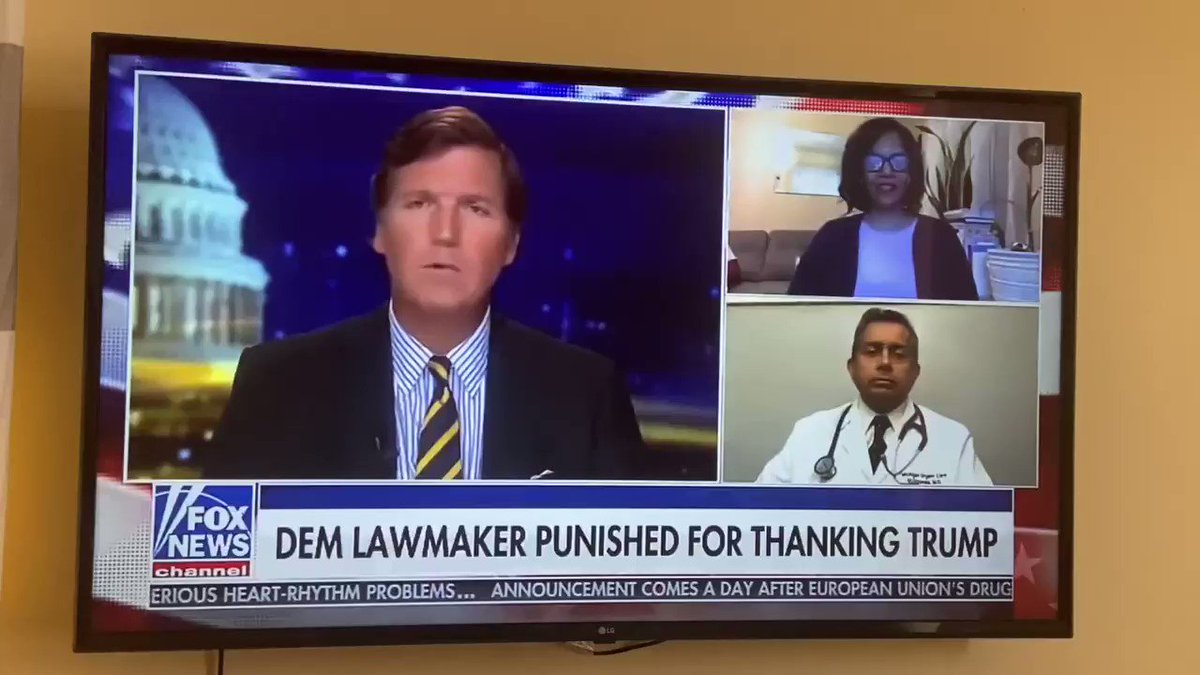 FOX
NEWS
channel
DEM LAWMAKER PUNISHED FOR THANKING TRUMP
ERIOUS HEART-RHYTHM PROBLEMS... ANNOUNCEMENT COMES A DAY AFTER EUROPEAN UNION'S DRUG
LG